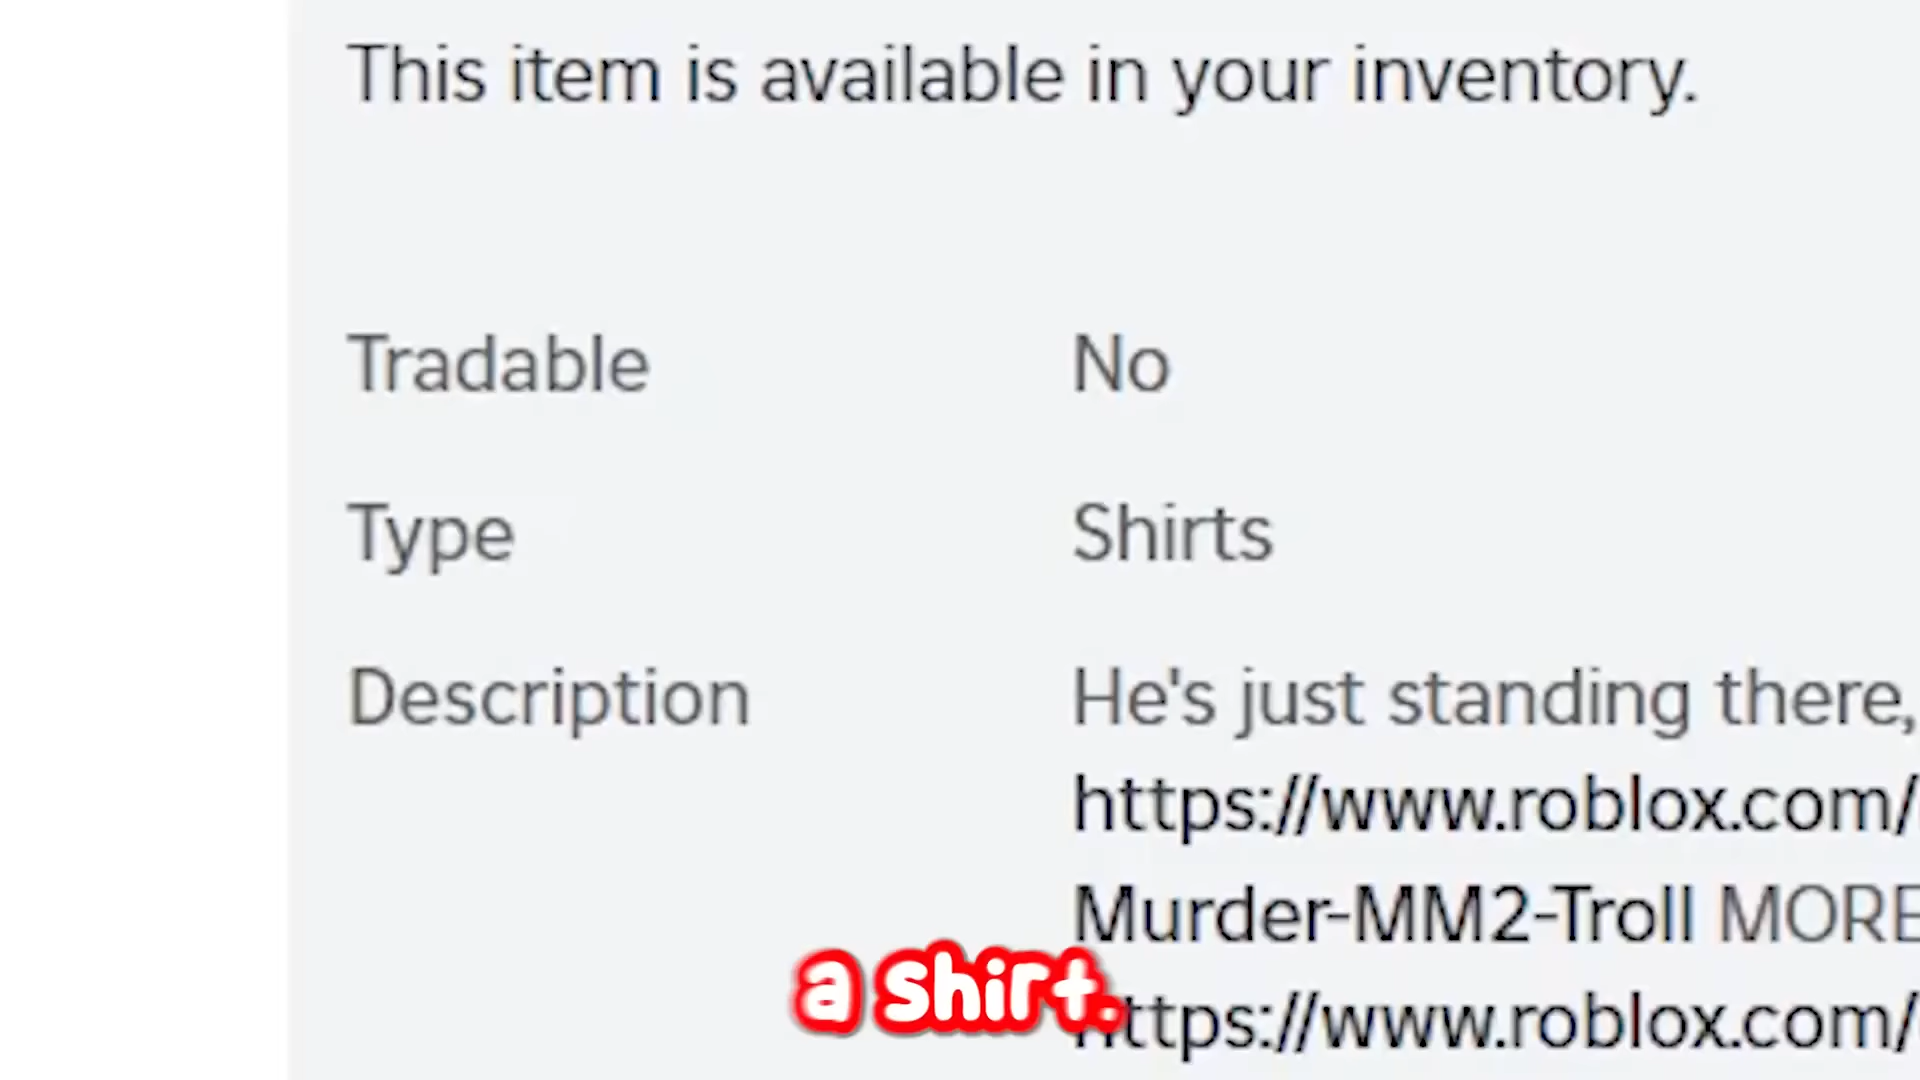 This item is available in your inventory.
Tradable No
Type Shirts
Description He's just standing there,
https://www.roblox.com/
Murder-MM2-Troll MORE
https://www.roblox.com/
a shirt.